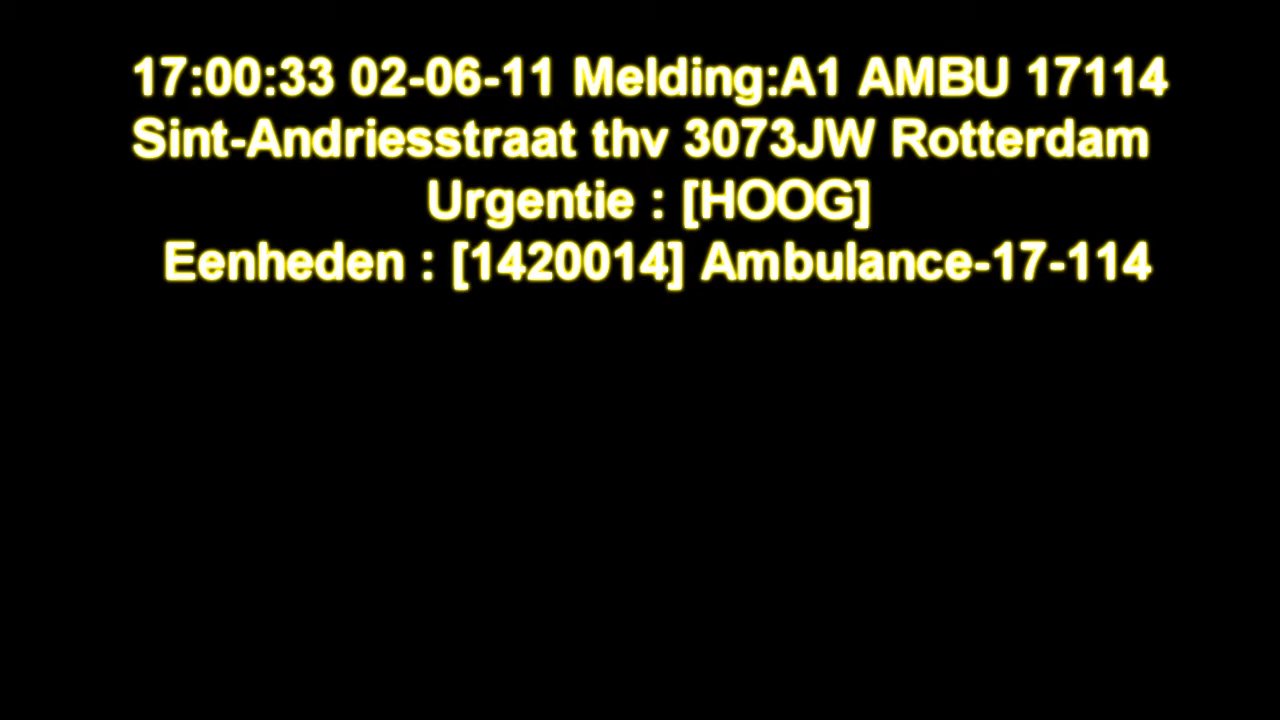 17:00:33 02-06-11 Melding:A1 AMBU 17114
Sint-Andriesstraat thv 3073JW Rotterdam
Urgentie : [HOOG]
Eenheden : [1420014] Ambulance-17-114